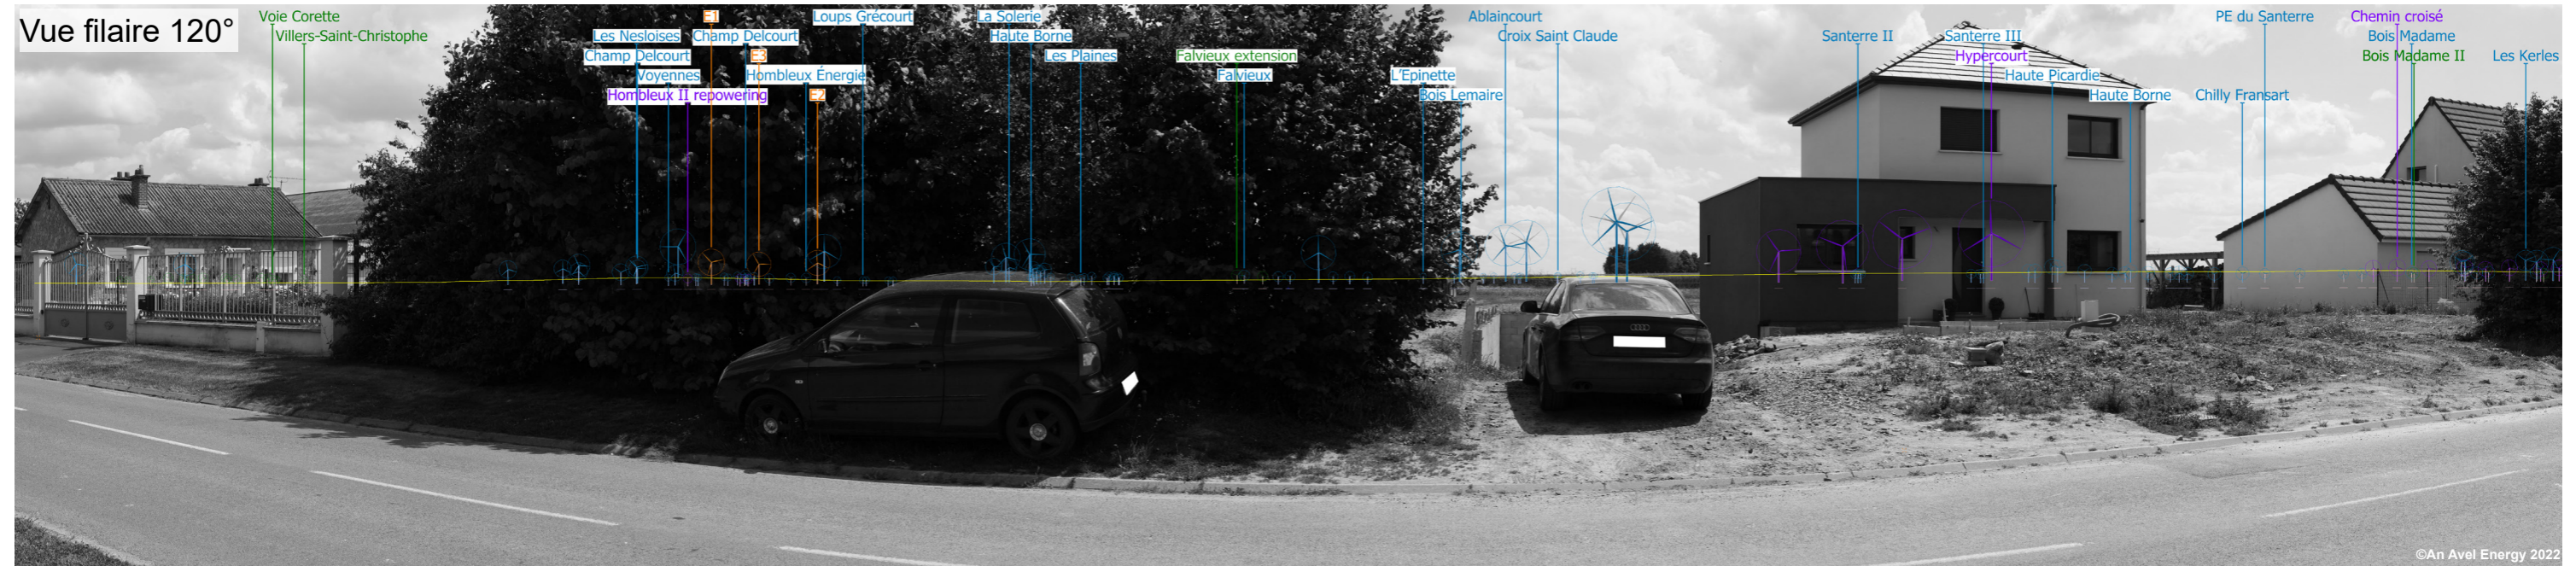 Vue filaire 120°
Voie Corette
Villers-Saint-Christophe
Les Nesloises
Champ Delcourt
Voyennes
Hombleux II repowering
E1
Champ Delcourt
E3
Hombleux Énergie
E2
Loups Grécourt
La Solerie
Haute Borne
Les Plaines
Falvieux extension
Falvieux
L'Epinette
Bois Lemaire
Ablaincourt
Croix Saint Claude
Santerre II
Santerre III
Hypercourt
Haute Picardie
Haute Borne
Chilly Fransart
PE du Santerre
Chemin croisé
Bois Madame
Bois Madame II
Les Kerles
©An Avel Energy 2022